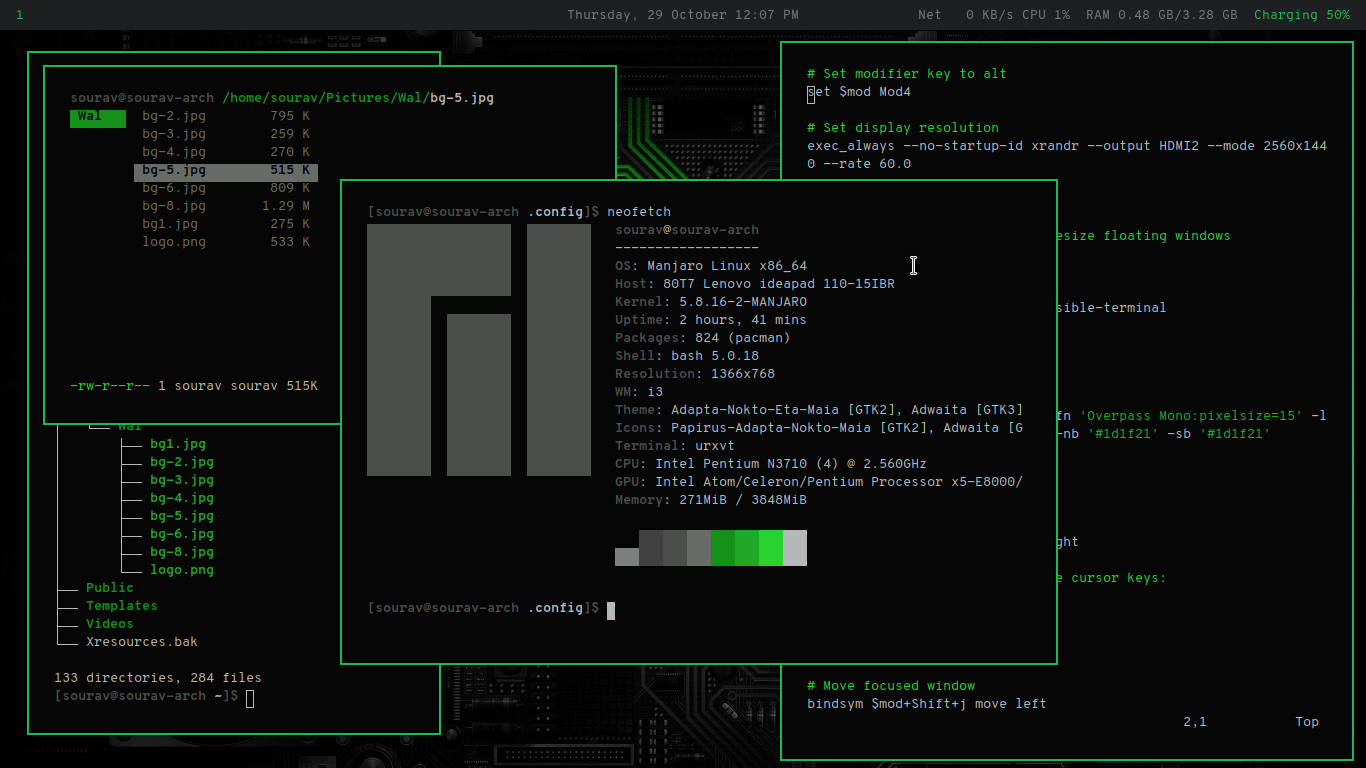 1
Thursday, 29 October 12:07 PM
Net 0 KB/s CPU 1% RAM 0.48 GB/3.28 GB Charging 50%
sourav@sourav-arch /home/sourav/Pictures/Wal/bg-5.jpg
Wal bg-2.jpg 795 K
bg-3.jpg 259 K
bg-4.jpg 270 K
bg-5.jpg 515 K
bg-6.jpg 809 K
bg-8.jpg 1.29 M
bg1.jpg 275 K
logo.png 533 K
-rw-r--r-- 1 sourav sourav 515K
Wal
bg1.jpg
bg-2.jpg
bg-3.jpg
bg-4.jpg
bg-5.jpg
bg-6.jpg
bg-8.jpg
logo.png
Public
Templates
Videos
Xresources.bak
133 directories, 284 files
[sourav@sourav-arch ~]$
[sourav@sourav-arch .config]$ neofetch
sourav@sourav-arch
------------------
OS: Manjaro Linux x86_64
Host: 80T7 Lenovo ideapad 110-15IBR
Kernel: 5.8.16-2-MANJARO
Uptime: 2 hours, 41 mins
Packages: 824 (pacman)
Shell: bash 5.0.18
Resolution: 1366x768
WM: i3
Theme: Adapta-Nokto-Eta-Maia [GTK2], Adwaita [GTK3]
Icons: Papirus-Adapta-Nokto-Maia [GTK2], Adwaita [G
Terminal: urxvt
CPU: Intel Pentium N3710 (4) @ 2.560GHz
GPU: Intel Atom/Celeron/Pentium Processor x5-E8000/
Memory: 271MiB / 3848MiB
[sourav@sourav-arch .config]$
# Set modifier key to alt
set $mod Mod4
# Set display resolution
exec_always --no-startup-id xrandr --output HDMI2 --mode 2560x144
0 --rate 60.0
esize floating windows
sible-terminal
fn 'Overpass Mono:pixelsize=15' -l
-nb '#1d1f21' -sb '#1d1f21'
ght
e cursor keys:
# Move focused window
bindsym $mod+Shift+j move left
2,1 Top